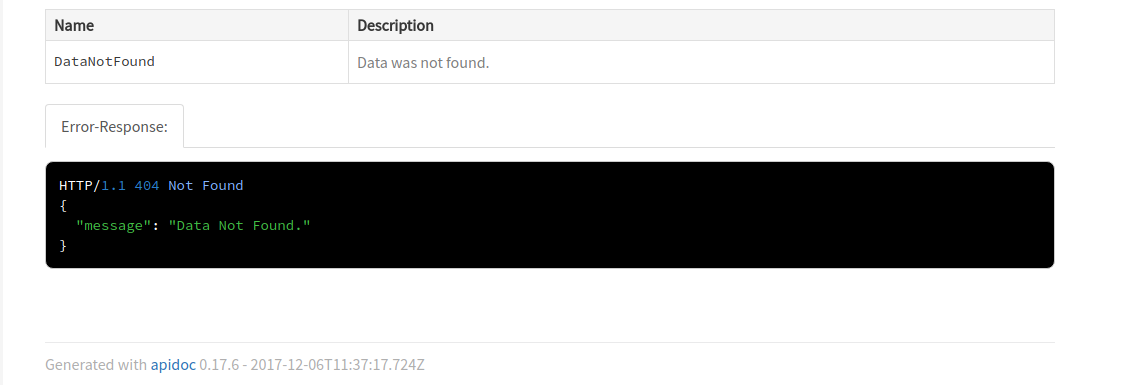 Name Description
DataNotFound Data was not found.
Error-Response:
HTTP/1.1 404 Not Found
{
"message": "Data Not Found."
}
Generated with apidoc 0.17.6 - 2017-12-06T11:37:17.724Z